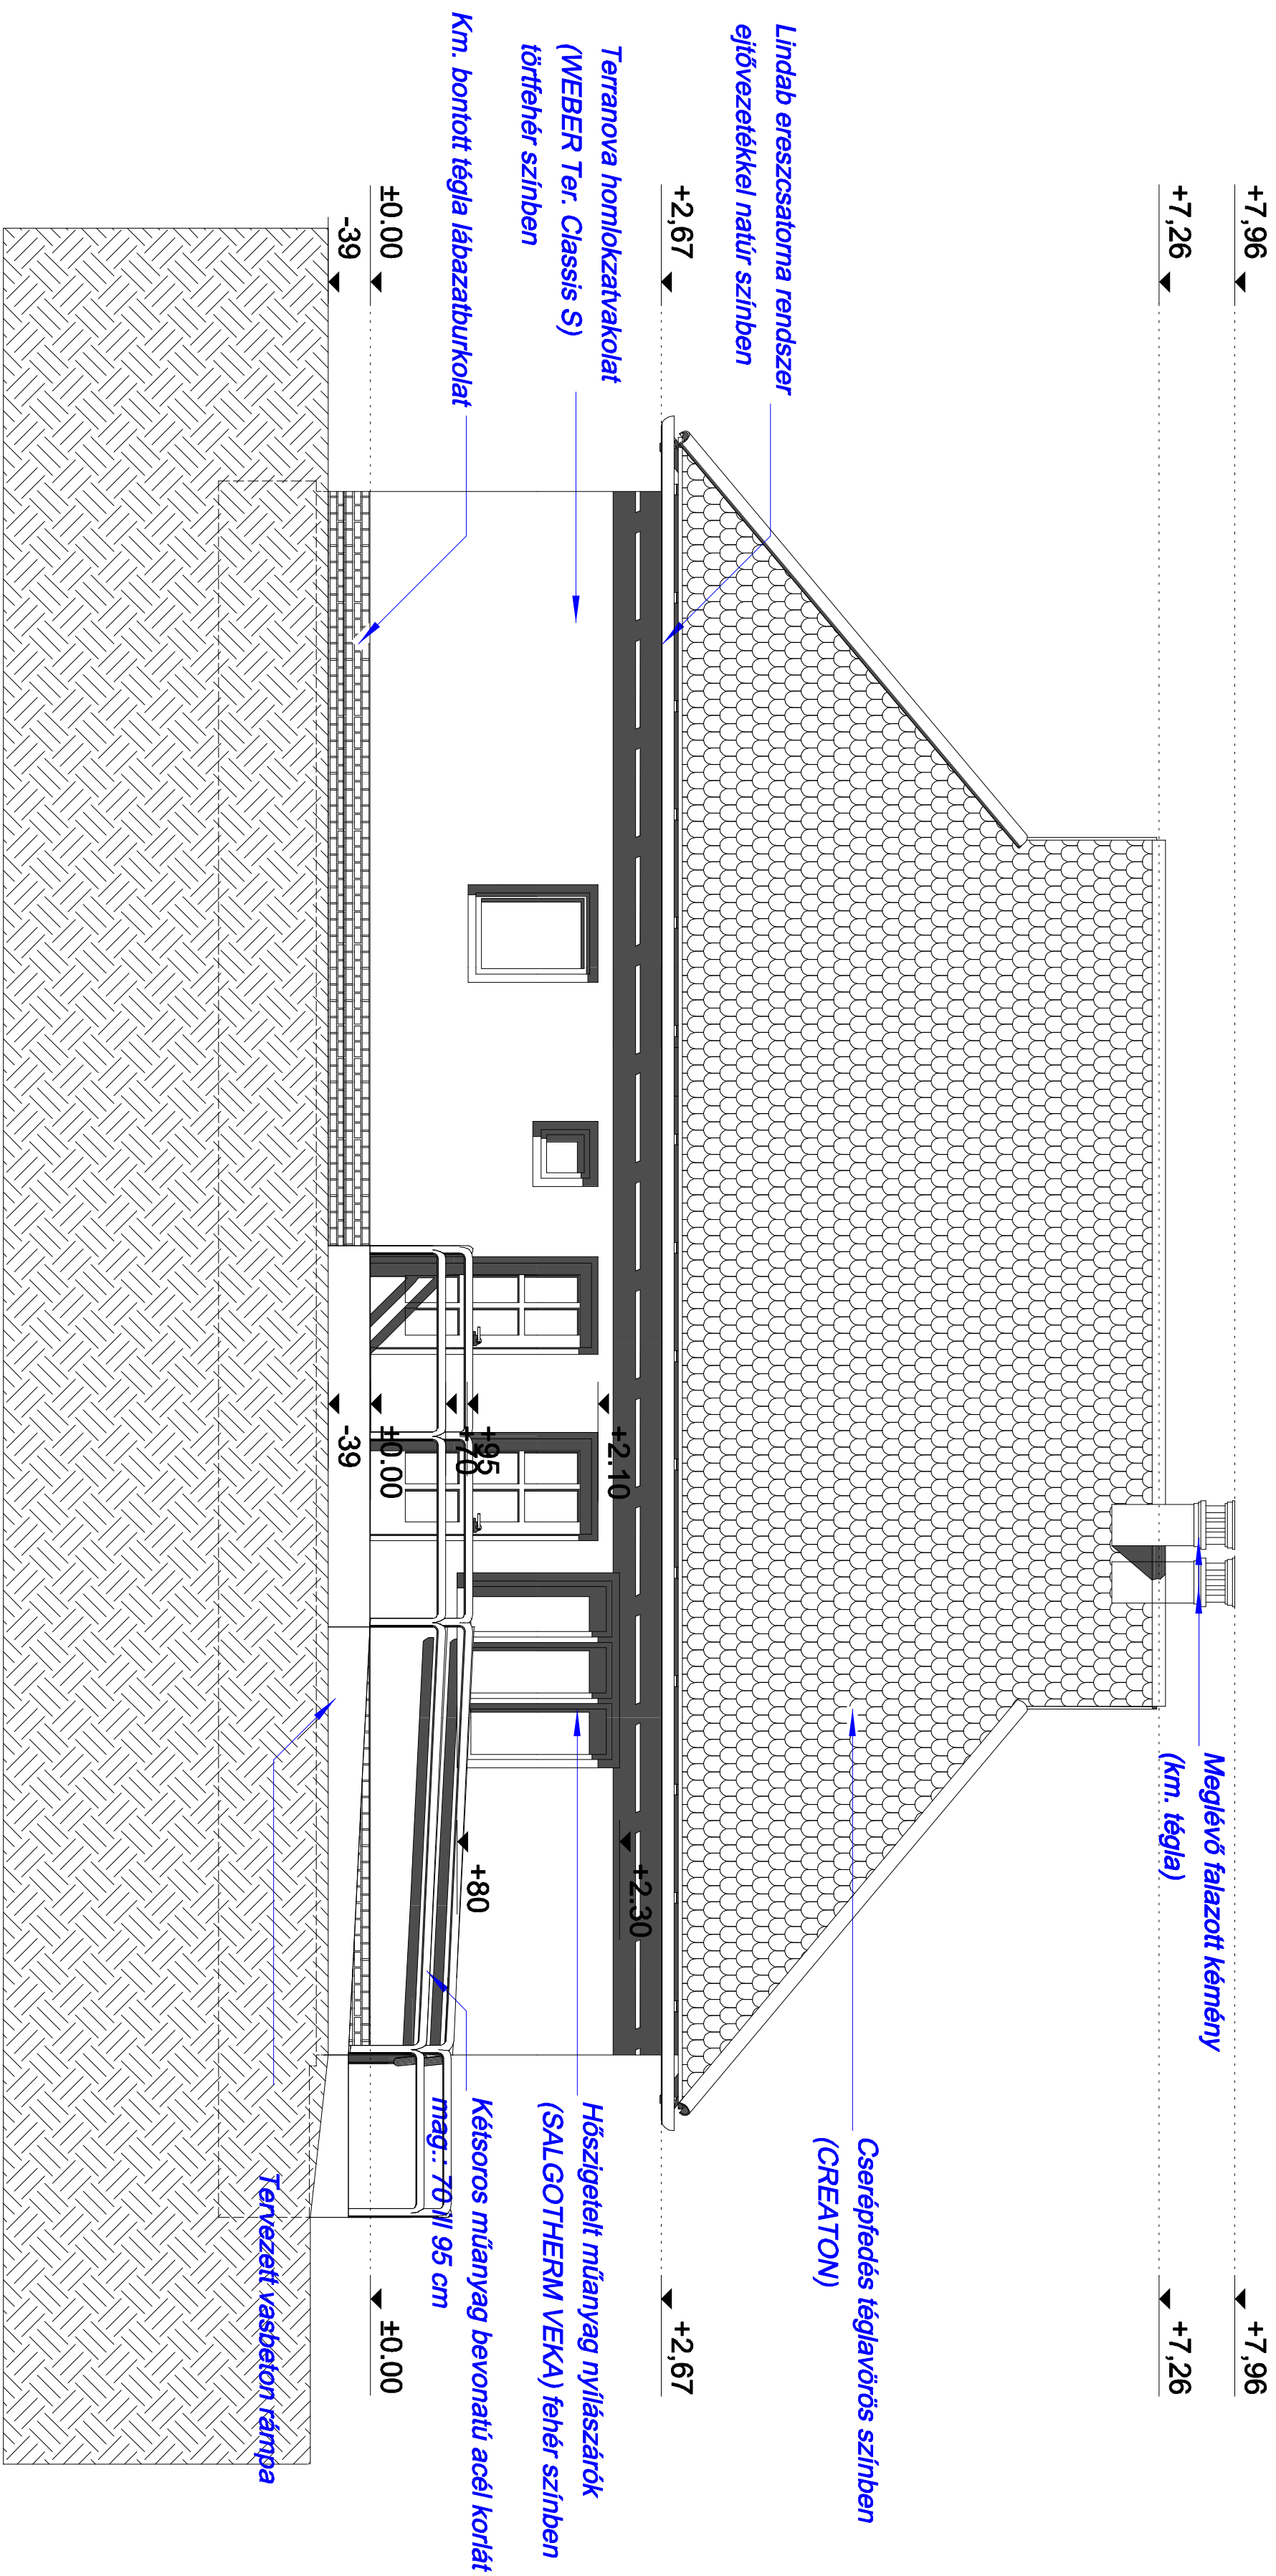 +7,96
+7,26
+2,67
±0.00
-39
Lindab ereszcsatorna rendszer
ejtővezetékkel natúr színben
Terranova homlokzatvakolat
(WEBER Ter. Classis S)
törtfehér színben
Km. bontott tégla lábazatburkolat
+2.10
+95
+70
±0.00
-39
+2.30
+80
Meglévő falazott kémény
(km. tégla)
Cserépfedés téglavörös színben
(CREATON)
Hőszigetelt műanyag nyílászárók
(SALGOTHERM VEKA) fehér színben
Kétsoros műanyag bevonatú acél korlát
mag.: 70 ill 95 cm
Tervezett vasbeton rámpa
+7,96
+7,26
+2,67
±0.00